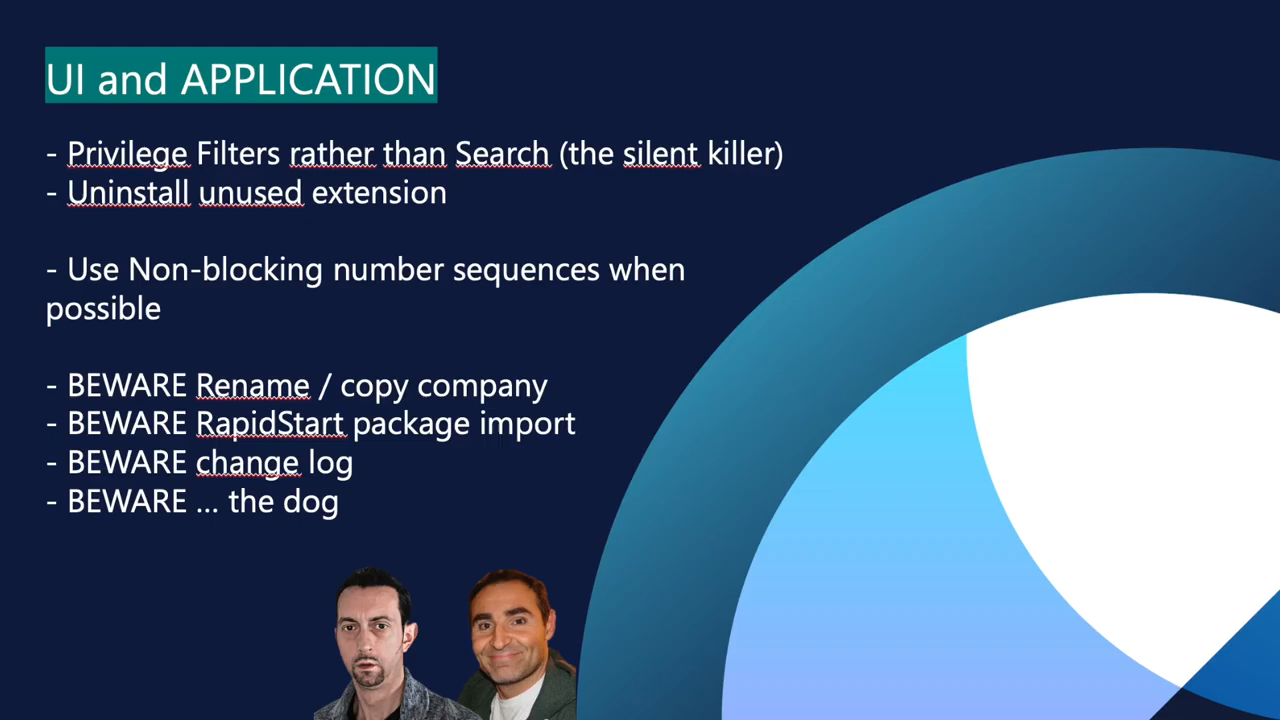 UI and APPLICATION
- Privilege Filters rather than Search (the silent killer)
- Uninstall unused extension
- Use Non-blocking number sequences when
possible
- BEWARE Rename / copy company
- BEWARE RapidStart package import
- BEWARE change log
- BEWARE ... the dog